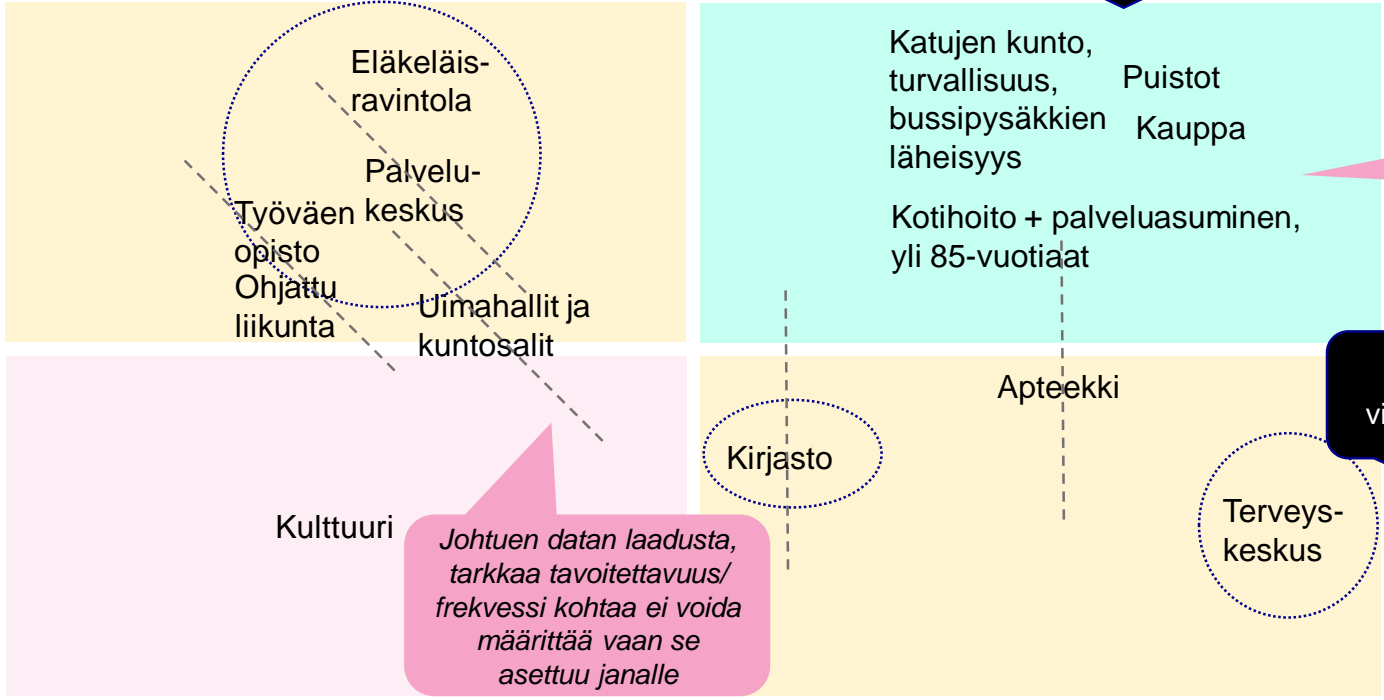 Eläkeläis-
ravintola
Palvelu-
keskus
Työväen
opisto
Ohjattu
liikunta
Uimahallit ja
kuntosalit
Katujen kunto,
turvallisuus,
bussipysäkkien
läheisyys
Puistot
Kauppa
Kotihoito + palveluasuminen,
yli 85-vuotiaat
Kulttuuri
Johtuen datan laadusta,
tarkkaa tavoitettavuus/
frekvessi kohtaa ei voida
määrittää vaan se
asettuu janalle
Apteekki
Kirjasto
Terveys-
keskus